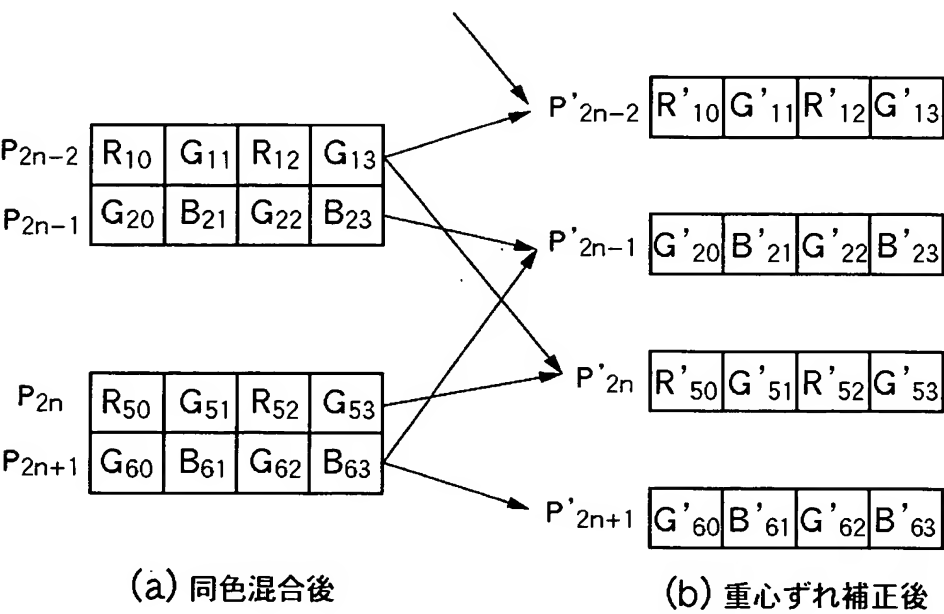 P2n-2 R10 G11 R12 G13
P2n-1 G20 B21 G22 B23
P2n R50 G51 R52 G53
P2n+1 G60 B61 G62 B63
(a) 同色混合後
P'2n-2 R'10 G'11 R'12 G'13
P'2n-1 G'20 B'21 G'22 B'23
P'2n R'50 G'51 R'52 G'53
P'2n+1 G'60 B'61 G'62 B'63
(b) 重心ずれ補正後